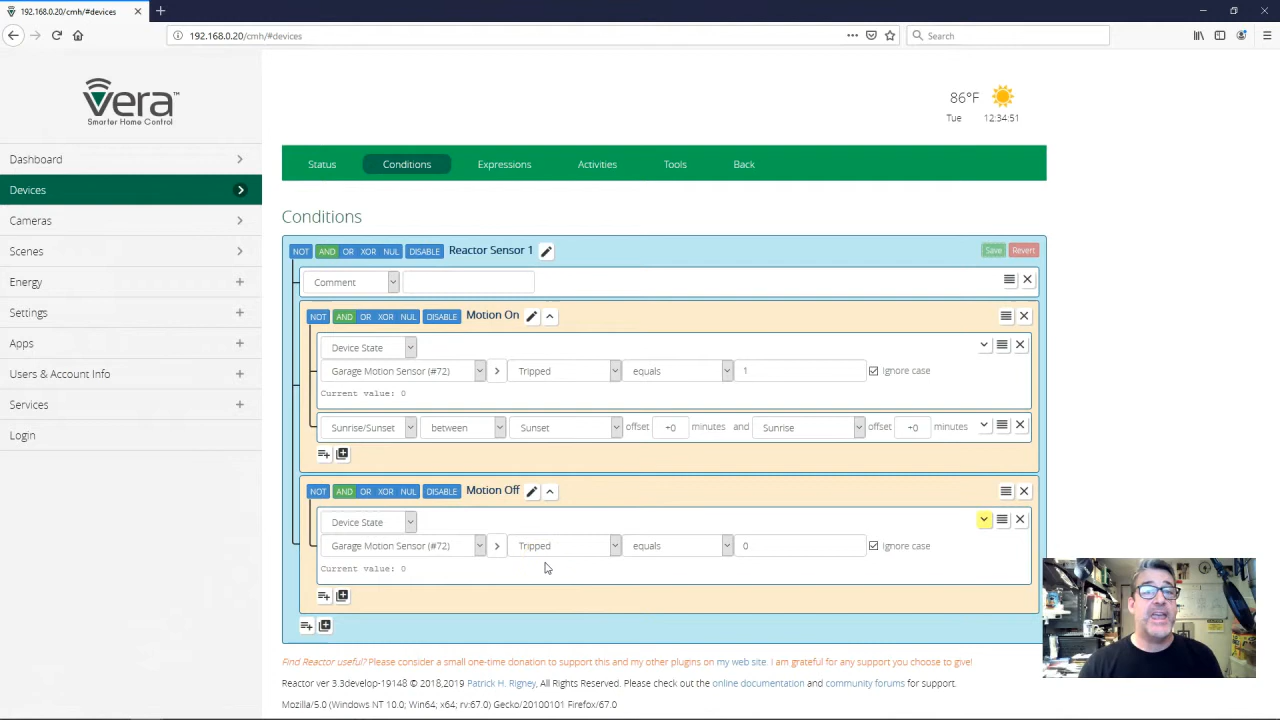 192.168.0.20/cmh/#devices
192.168.0.20/cmh/#devices
Search
vera™
Smarter Home Control
86°F
Tue 12:34:51
Dashboard
Devices
Cameras
Scenes
Energy
Settings
Apps
Users & Account Info
Services
Login
Status Conditions Expressions Activities Tools Back
Conditions
NOT AND OR XOR NUL DISABLE Reactor Sensor 1 Save Revert
Comment
NOT AND OR XOR NUL DISABLE Motion On
Device State
Garage Motion Sensor (#72) Tripped equals 1 Ignore case
Current value: 0
Sunrise/Sunset between Sunset offset +0 minutes and Sunrise offset +0 minutes
NOT AND OR XOR NUL DISABLE Motion Off
Device State
Garage Motion Sensor (#72) Tripped equals 0 Ignore case
Current value: 0
Find Reactor useful? Please consider a small one-time donation to support this and my other plugins on my web site. I am grateful for any support you choose to give!
Reactor ver 3.3develop-19148 © 2018,2019 Patrick H. Rigney, All Rights Reserved. Please check out the online documentation and community forums for support.
Mozilla/5.0 (Windows NT 10.0; Win64; x64; rv:67.0) Gecko/20100101 Firefox/67.0